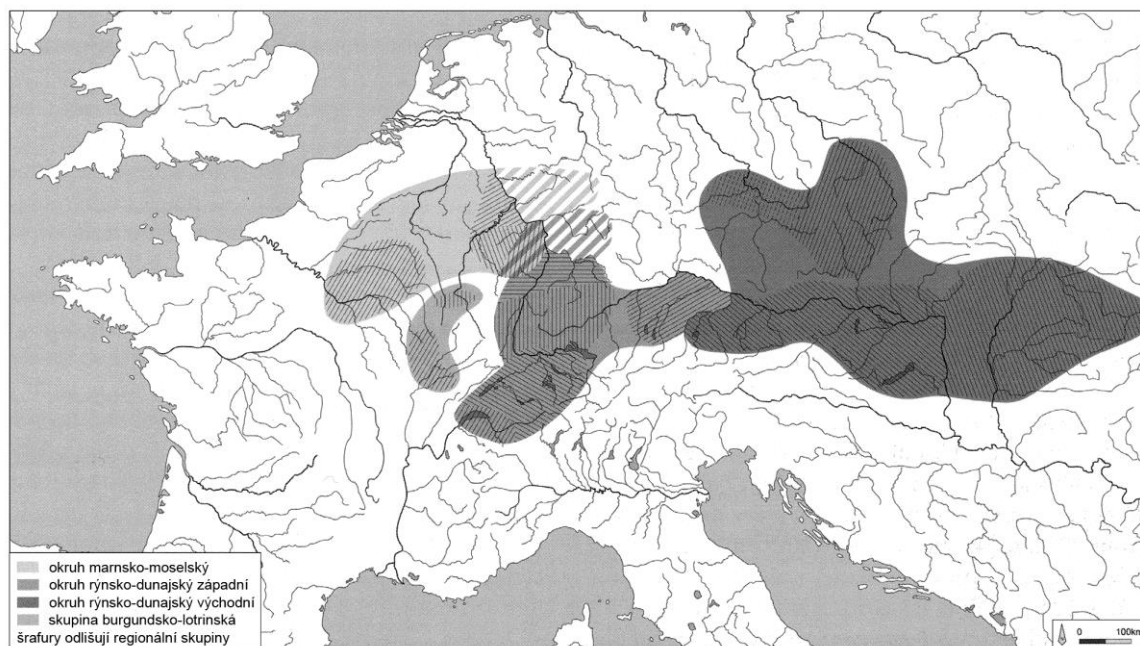 okruh marnsko-moselský
okruh rýnsko-dunajský západní
okruh rýnsko-dunajský východní
skupina burgundsko-lotrinská
šrafury odlišují regionální skupiny
0 100km